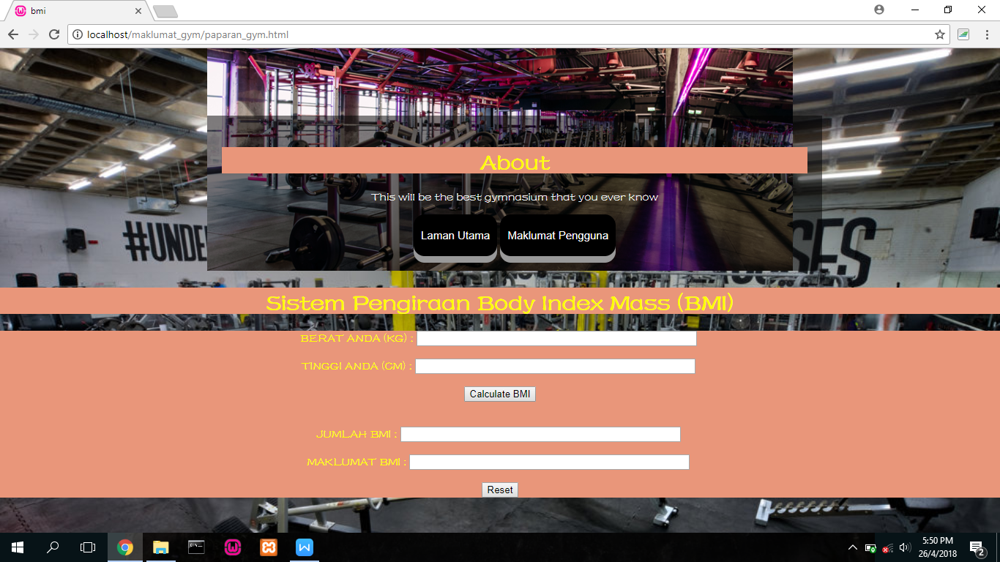 bmi
localhost/maklumat_gym/paparan_gym.html
About
This will be the best gymnasium that you ever know
#UNDE
SES
Laman Utama Maklumat Pengguna
Sistem Pengiraan Body Index Mass (BMI)
BERAT ANDA (KG) :
TINGGI ANDA (CM) :
Calculate BMI
JUMLAH BMI :
MAKLUMAT BMI :
Reset
5:50 PM
26/4/2018
2